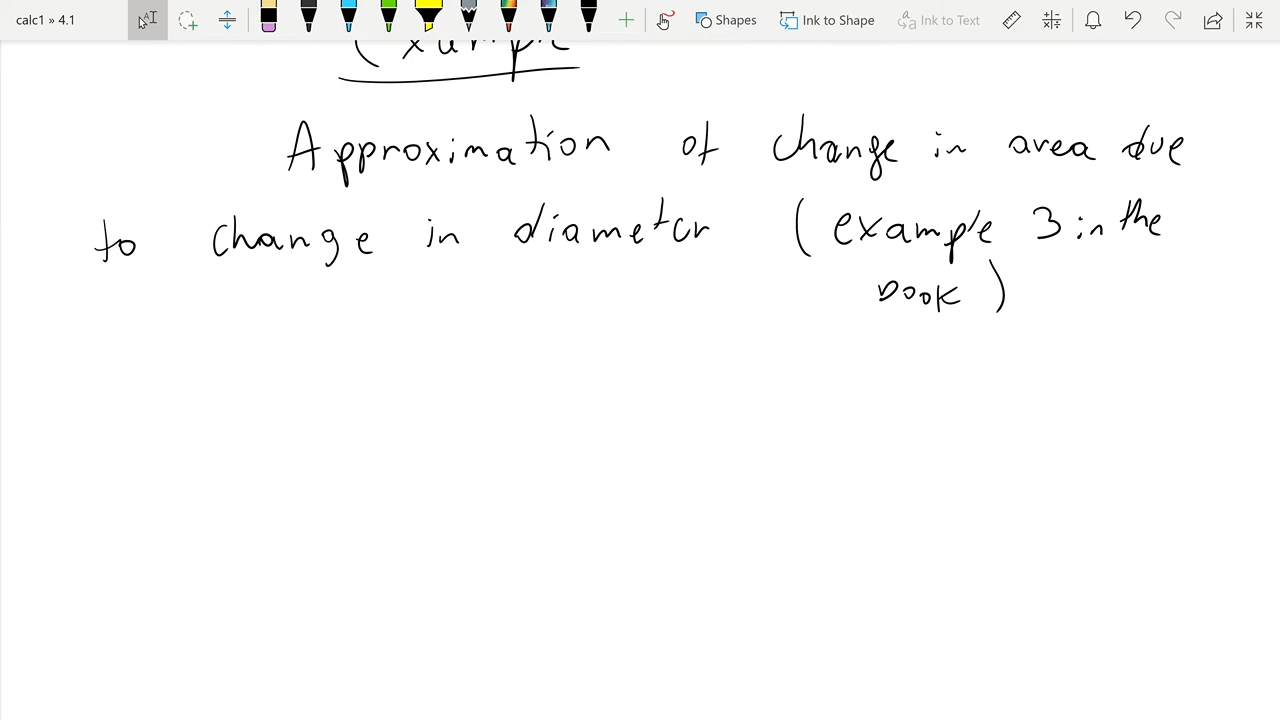 calc1 » 4.1
Shapes
Ink to Shape
Ink to Text
Example
Approximation of change in area due
to change in diameter (example 3 in the
book)